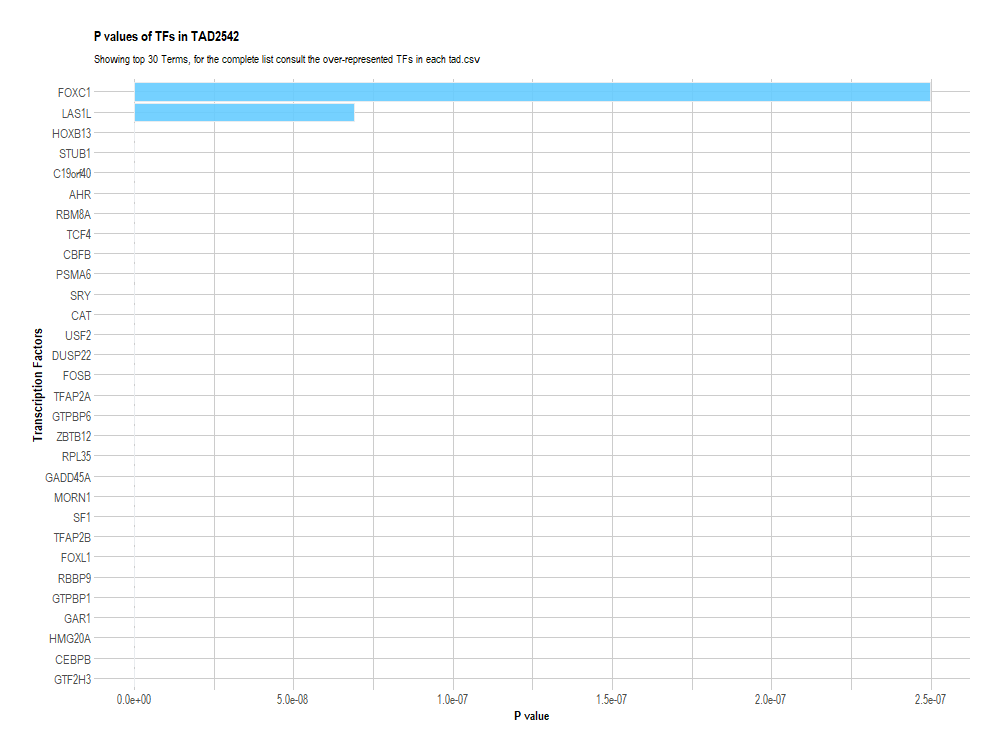 P values of TFs in TAD2542
Showing top 30 Terms, for the complete list consult the over-represented TFs in each tad.csv
Transcription Factors
FOXC1
LAS1L
HOXB13
STUB1
C19orf40
AHR
RBM8A
TCF4
CBFB
PSMA6
SRY
CAT
USF2
DUSP22
FOSB
TFAP2A
GTPBP6
ZBTB12
RPL35
GADD45A
MORN1
SF1
TFAP2B
FOXL1
RBBP9
GTPBP1
GAR1
HMG20A
CEBPB
GTF2H3
0.0e+00 5.0e-08 1.0e-07 1.5e-07 2.0e-07 2.5e-07
P value